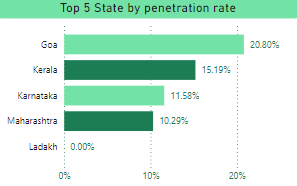 Top 5 State by penetration rate
Goa 20.80%
Kerala 15.19%
Karnataka 11.58%
Maharashtra 10.29%
Ladakh 0.00%
0% 10% 20%